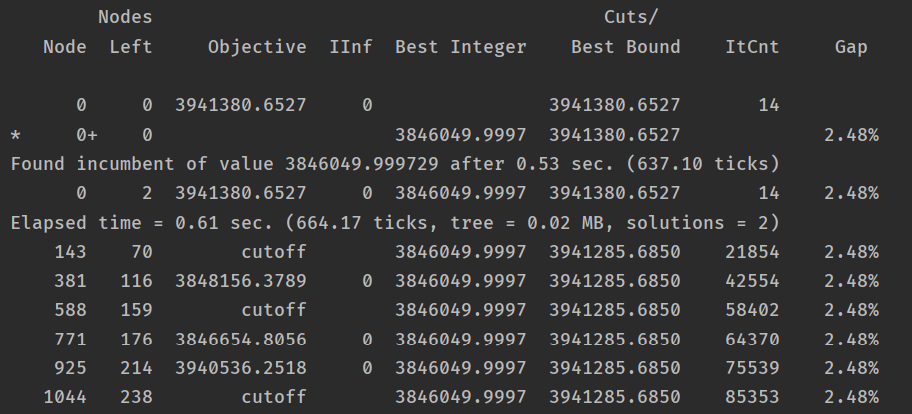 Nodes Cuts/
Node Left Objective IInf Best Integer Best Bound ItCnt Gap
0 0 3941380.6527 0 3941380.6527 14
* 0+ 0 3846049.9997 3941380.6527 2.48%
Found incumbent of value 3846049.999729 after 0.53 sec. (637.10 ticks)
0 2 3941380.6527 0 3846049.9997 3941380.6527 14 2.48%
Elapsed time = 0.61 sec. (664.17 ticks, tree = 0.02 MB, solutions = 2)
143 70 cutoff 3846049.9997 3941285.6850 21854 2.48%
381 116 3848156.3789 0 3846049.9997 3941285.6850 42554 2.48%
588 159 cutoff 3846049.9997 3941285.6850 58402 2.48%
771 176 3846654.8056 0 3846049.9997 3941285.6850 64370 2.48%
925 214 3940536.2518 0 3846049.9997 3941285.6850 75539 2.48%
1044 238 cutoff 3846049.9997 3941285.6850 85353 2.48%